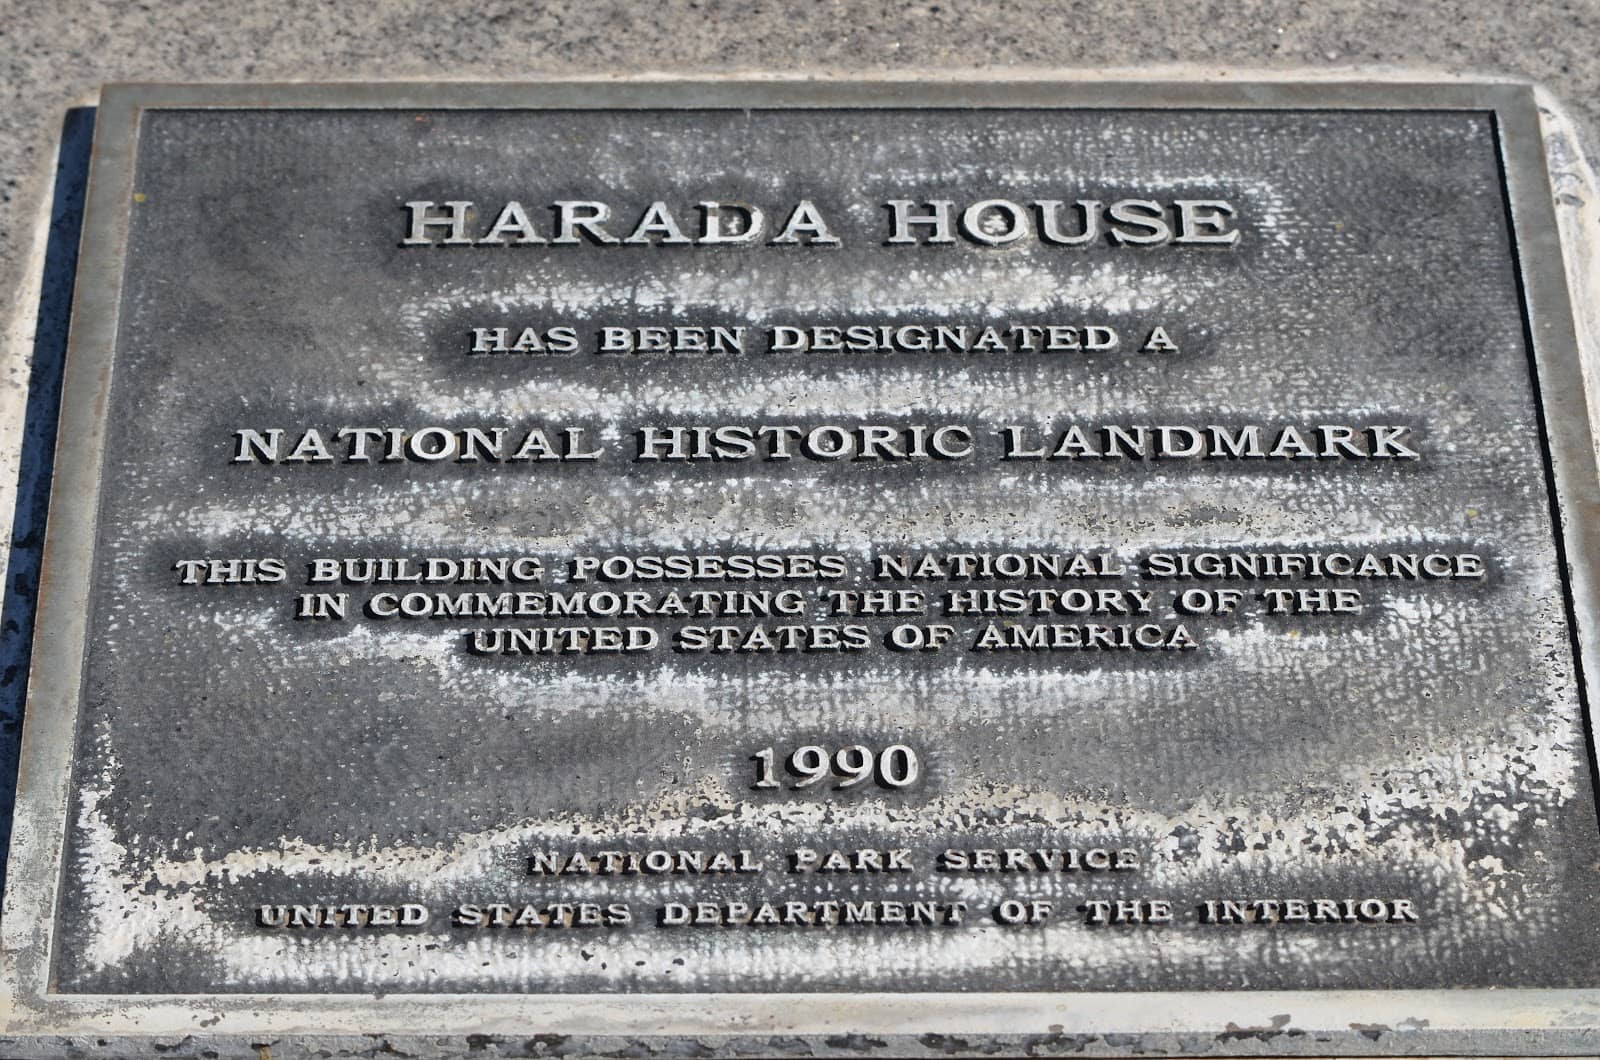 HARADA HOUSE
HAS BEEN DESIGNATED A
NATIONAL HISTORIC LANDMARK
THIS BUILDING POSSESSES NATIONAL SIGNIFICANCE
IN COMMEMORATING THE HISTORY OF THE
UNITED STATES OF AMERICA
1990
NATIONAL PARK SERVICE
UNITED STATES DEPARTMENT OF THE INTERIOR